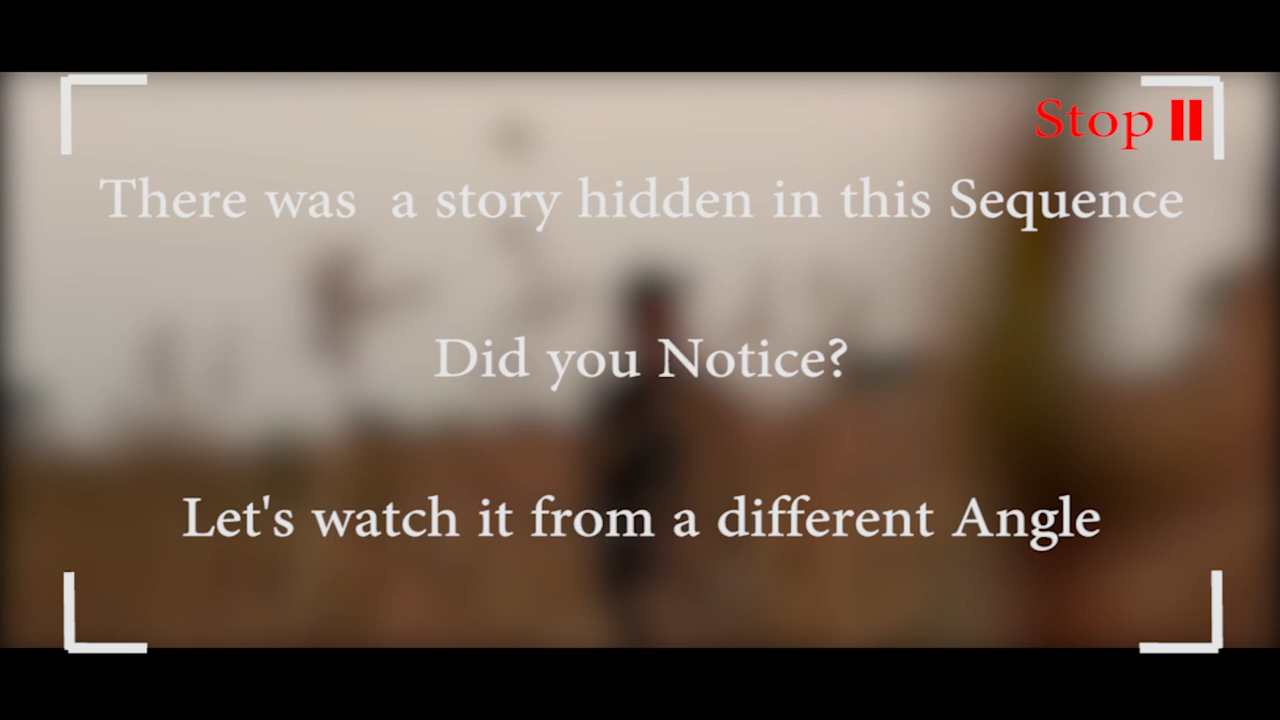 Stop
There was a story hidden in this Sequence
Did you Notice?
Let's watch it from a different Angle